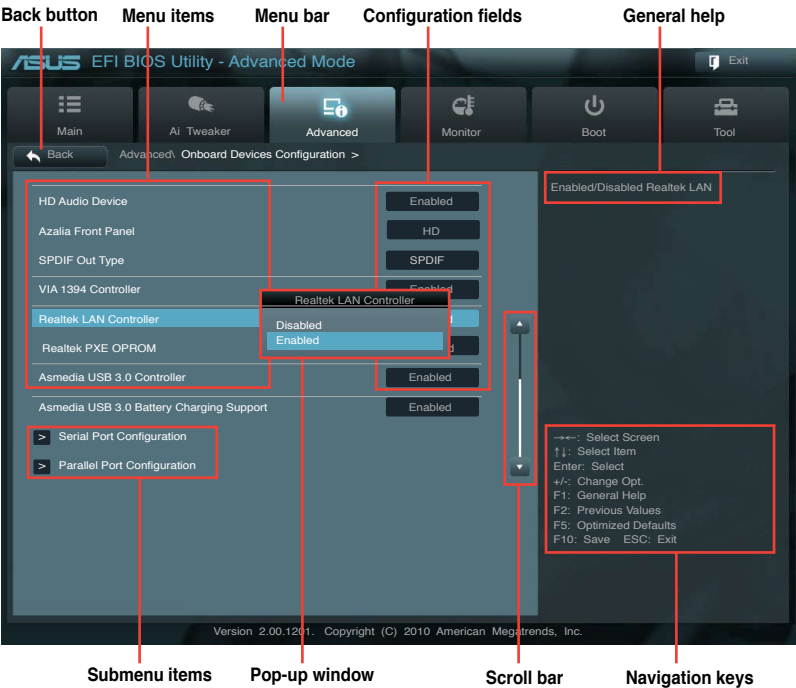 Back button Menu items Menu bar Configuration fields General help
ASUS EFI BIOS Utility - Advanced Mode Exit
Main Ai Tweaker Advanced Monitor Boot Tool
Back Advanced\ Onboard Devices Configuration >
Enabled/Disabled Realtek LAN
HD Audio Device Enabled
Azalia Front Panel HD
SPDIF Out Type SPDIF
VIA 1394 Controller Enabled
Realtek LAN Controller
Realtek LAN Controller
Disabled
Enabled
Realtek PXE OPROM
Asmedia USB 3.0 Controller Enabled
Asmedia USB 3.0 Battery Charging Support Enabled
> Serial Port Configuration
> Parallel Port Configuration
→←: Select Screen
↑↓: Select Item
Enter: Select
+/-: Change Opt.
F1: General Help
F2: Previous Values
F5: Optimized Defaults
F10: Save ESC: Exit
Version 2.00.1201. Copyright (C) 2010 American Megatrends, Inc.
Submenu items Pop-up window Scroll bar Navigation keys